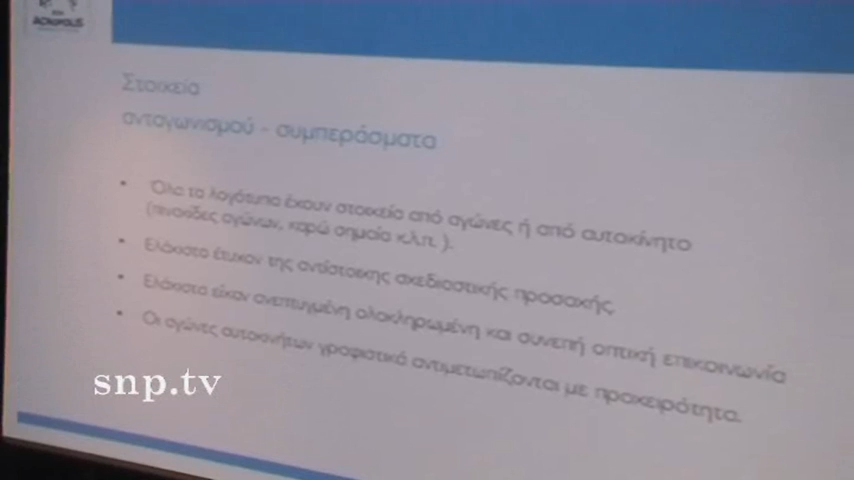 ACROPOLIS
Στοιχεία
ανταγωνισμού - συμπεράσματα
• Όλα τα λογότυπα έχουν στοιχεία από αγώνες ή από αυτοκίνητο
(πινακίδες αγώνων, καρώ σημαία κ.λ.π. ).
• Ελάχιστα έτυχαν της αντίστοιχης σχεδιαστικής προσοχής.
• Ελάχιστα είχαν ανεπτυγμένη ολοκληρωμένη και συνεπή οπτική επικοινωνία
• Οι αγώνες αυτοκινήτων γραφιστικά αντιμετωπίζονται με προχειρότητα.
snp.tv